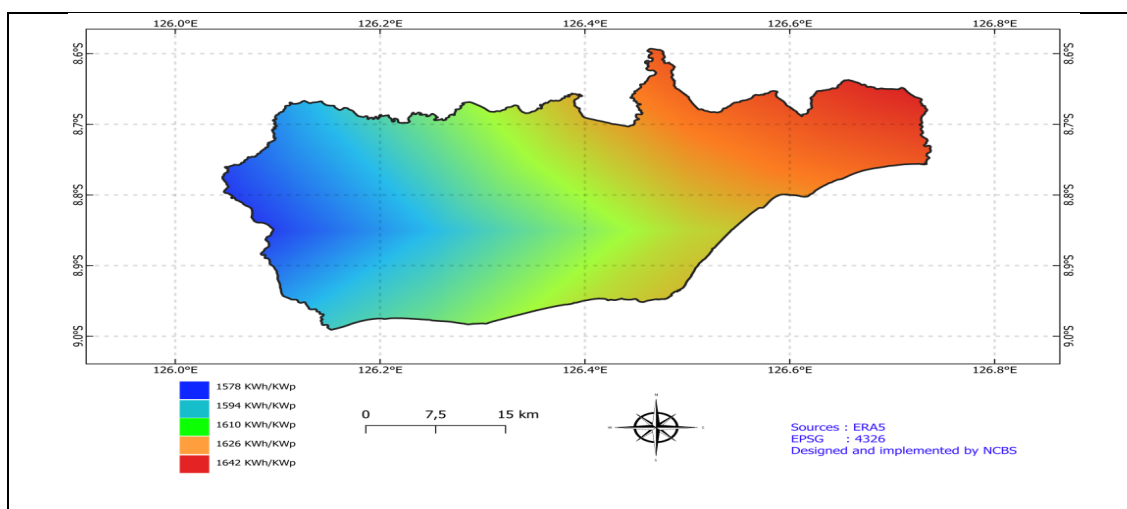 126.0°E 126.2°E 126.4°E 126.6°E 126.8°E
8.6°S 8.6°S
8.7°S 8.7°S
8.8°S 8.8°S
8.9°S 8.9°S
9.0°S 9.0°S
126.0°E 126.2°E 126.4°E 126.6°E 126.8°E
1578 KWh/KWp
1594 KWh/KWp
1610 KWh/KWp
1626 KWh/KWp
1642 KWh/KWp
0 7,5 15 km
Sources : ERA5
EPSG : 4326
Designed and implemented by NCBS